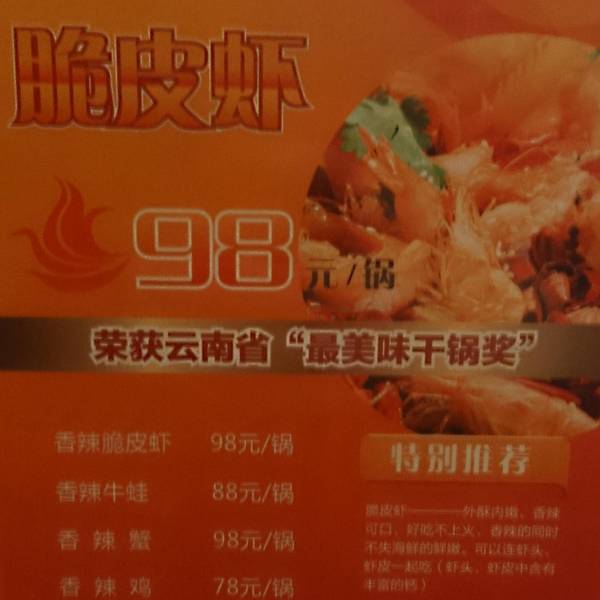 脆皮虾
98元/锅
荣获云南省“最美味干锅奖”
香辣脆皮虾 98元/锅
香辣牛蛙 88元/锅
香辣蟹 98元/锅
香辣鸡 78元/锅
特别推荐
脆皮虾————外酥内嫩、香辣
可口、好吃不上火、香辣的同时
不失海鲜的鲜嫩。可以连虾头、
虾皮一起吃（虾头、虾皮中含有
丰富的钙）